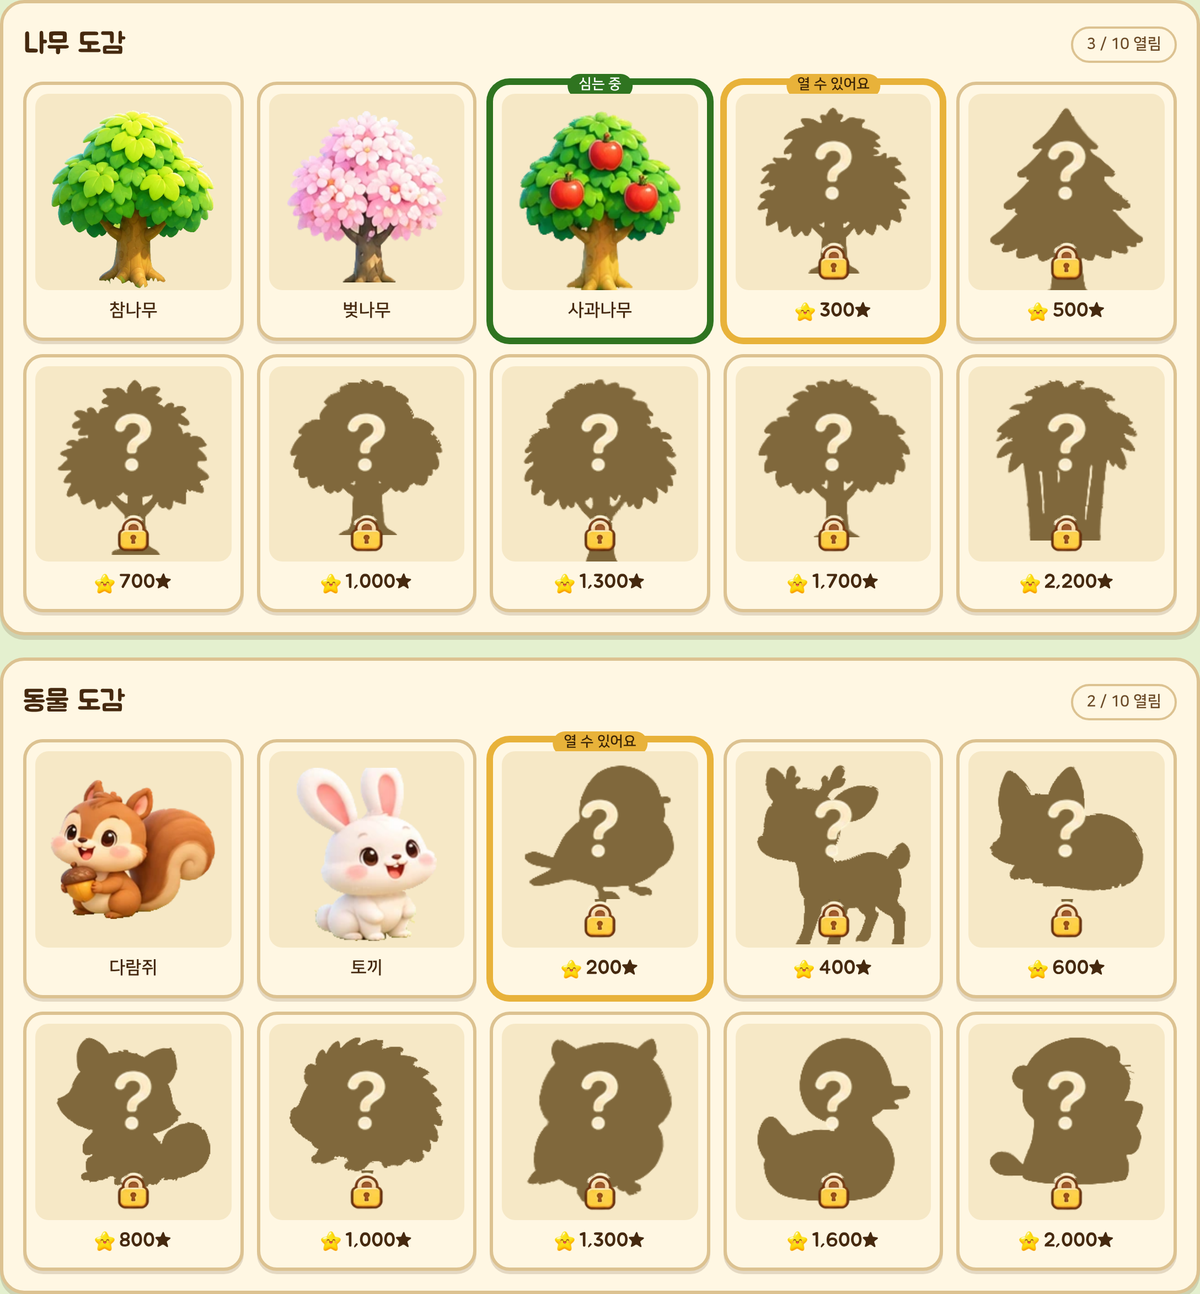 나무 도감
3 / 10 열림
심는 중
열 수 있어요
?
?
참나무
벚나무
사과나무
300★
500★
?
?
?
?
?
700★
1,000★
1,300★
1,700★
2,200★
동물 도감
2 / 10 열림
열 수 있어요
?
?
?
다람쥐
토끼
200★
400★
600★
?
?
?
?
?
800★
1,000★
1,300★
1,600★
2,000★